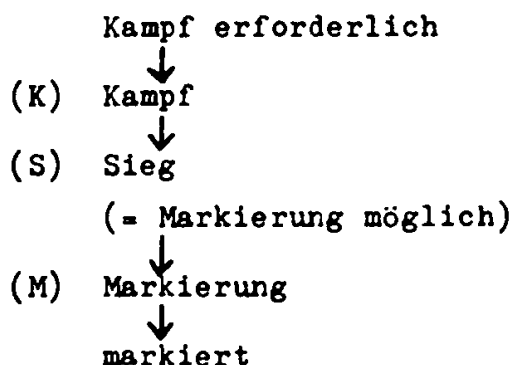 Kampf erforderlich
(K) Kampf
(S) Sieg
(= Markierung möglich)
(M) Markierung
markiert